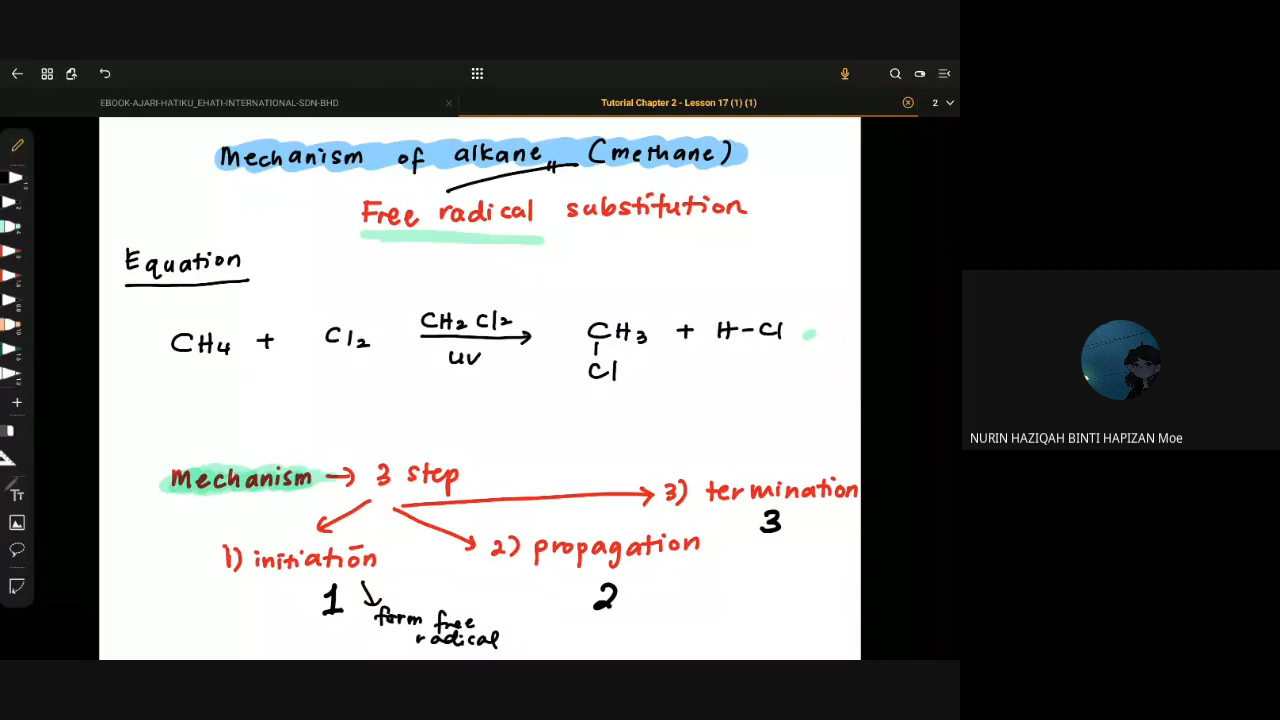 EBOOK-AJARI-HATIKU_EHATI-INTERNATIONAL-SDN-BHD
Tutorial Chapter 2 - Lesson 17 (1) (1)
2
Mechanism of alkane (methane)
Free radical substitution
Equation
CH4 + Cl2 CH2Cl2 CH3 + H-Cl
uv
Cl
Mechanism → 3 step
3) termination
3
1) initiation
2) propagation
1
2
form free
radical
NURIN HAZIQAH BINTI HAPIZAN Moe